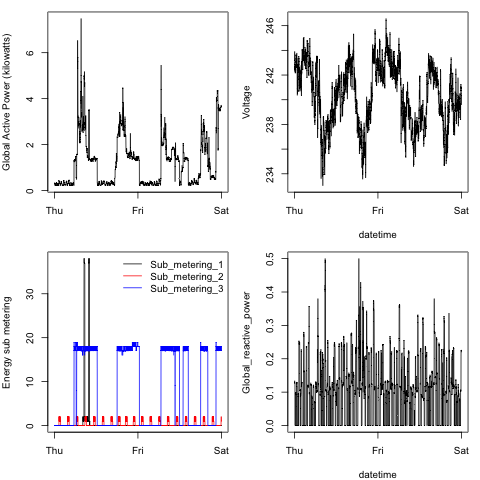 Global Active Power (kilowatts)
0 2 4 6
Thu Fri Sat
Voltage
234 238 242 246
Thu Fri Sat
datetime
Energy sub metering
0 10 20 30
Sub_metering_1
Sub_metering_2
Sub_metering_3
Thu Fri Sat
Global_reactive_power
0.0 0.1 0.2 0.3 0.4 0.5
Thu Fri Sat
datetime